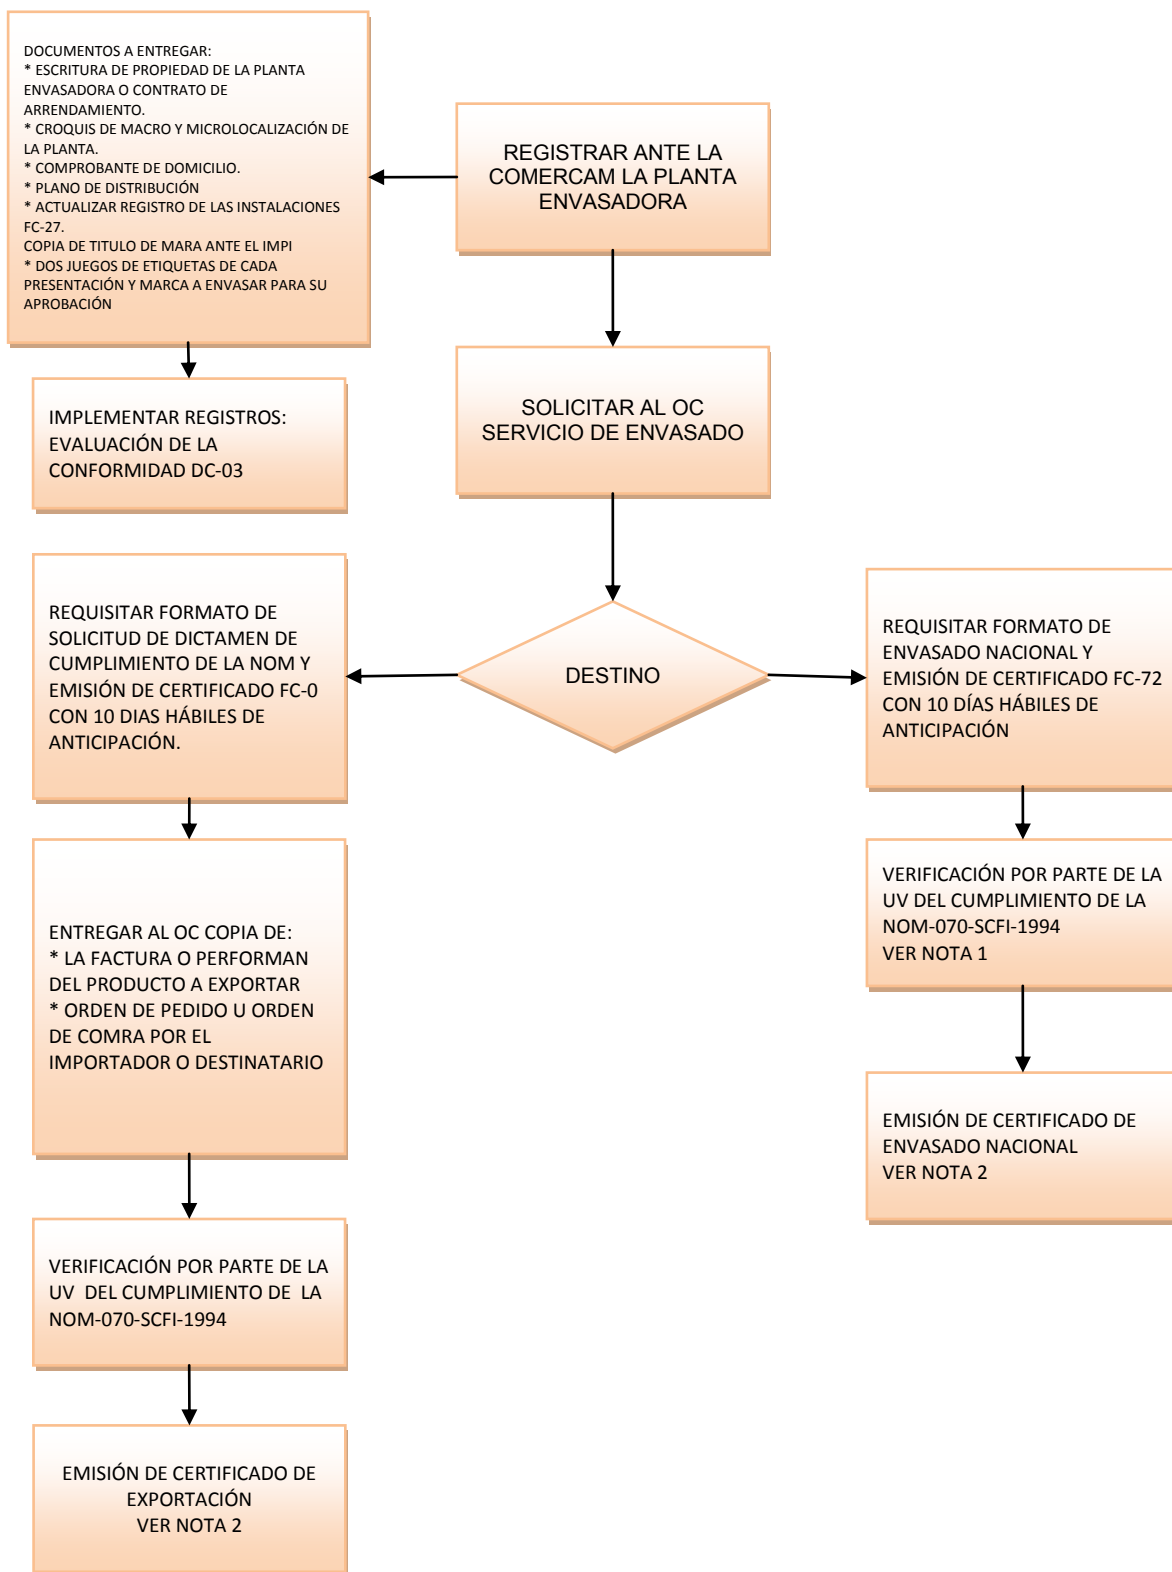 DOCUMENTOS A ENTREGAR:
* ESCRITURA DE PROPIEDAD DE LA PLANTA
ENVASADORA O CONTRATO DE
ARRENDAMIENTO.
* CROQUIS DE MACRO Y MICROLOCALIZACIÓN DE
LA PLANTA.
* COMPROBANTE DE DOMICILIO.
* PLANO DE DISTRIBUCIÓN
* ACTUALIZAR REGISTRO DE LAS INSTALACIONES
FC-27.
COPIA DE TITULO DE MARA ANTE EL IMPI
* DOS JUEGOS DE ETIQUETAS DE CADA
PRESENTACIÓN Y MARCA A ENVASAR PARA SU
APROBACIÓN
REGISTRAR ANTE LA
COMERCAM LA PLANTA
ENVASADORA
IMPLEMENTAR REGISTROS:
EVALUACIÓN DE LA
CONFORMIDAD DC-03
SOLICITAR AL OC
SERVICIO DE ENVASADO
DESTINO
REQUISITAR FORMATO DE
SOLICITUD DE DICTAMEN DE
CUMPLIMIENTO DE LA NOM Y
EMISIÓN DE CERTIFICADO FC-0
CON 10 DIAS HÁBILES DE
ANTICIPACIÓN.
ENTREGAR AL OC COPIA DE:
* LA FACTURA O PERFORMAN
DEL PRODUCTO A EXPORTAR
* ORDEN DE PEDIDO U ORDEN
DE COMRA POR EL
IMPORTADOR O DESTINATARIO
VERIFICACIÓN POR PARTE DE LA
UV DEL CUMPLIMIENTO DE LA
NOM-070-SCFI-1994
EMISIÓN DE CERTIFICADO DE
EXPORTACIÓN
VER NOTA 2
REQUISITAR FORMATO DE
ENVASADO NACIONAL Y
EMISIÓN DE CERTIFICADO FC-72
CON 10 DÍAS HÁBILES DE
ANTICIPACIÓN
VERIFICACIÓN POR PARTE DE LA
UV DEL CUMPLIMIENTO DE LA
NOM-070-SCFI-1994
VER NOTA 1
EMISIÓN DE CERTIFICADO DE
ENVASADO NACIONAL
VER NOTA 2